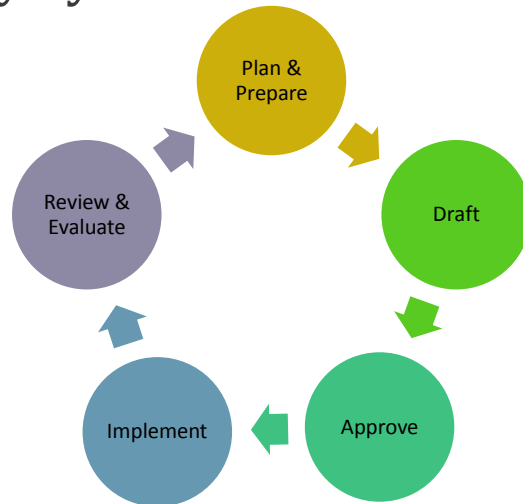 Plan &
Prepare
Draft
Approve
Implement
Review &
Evaluate